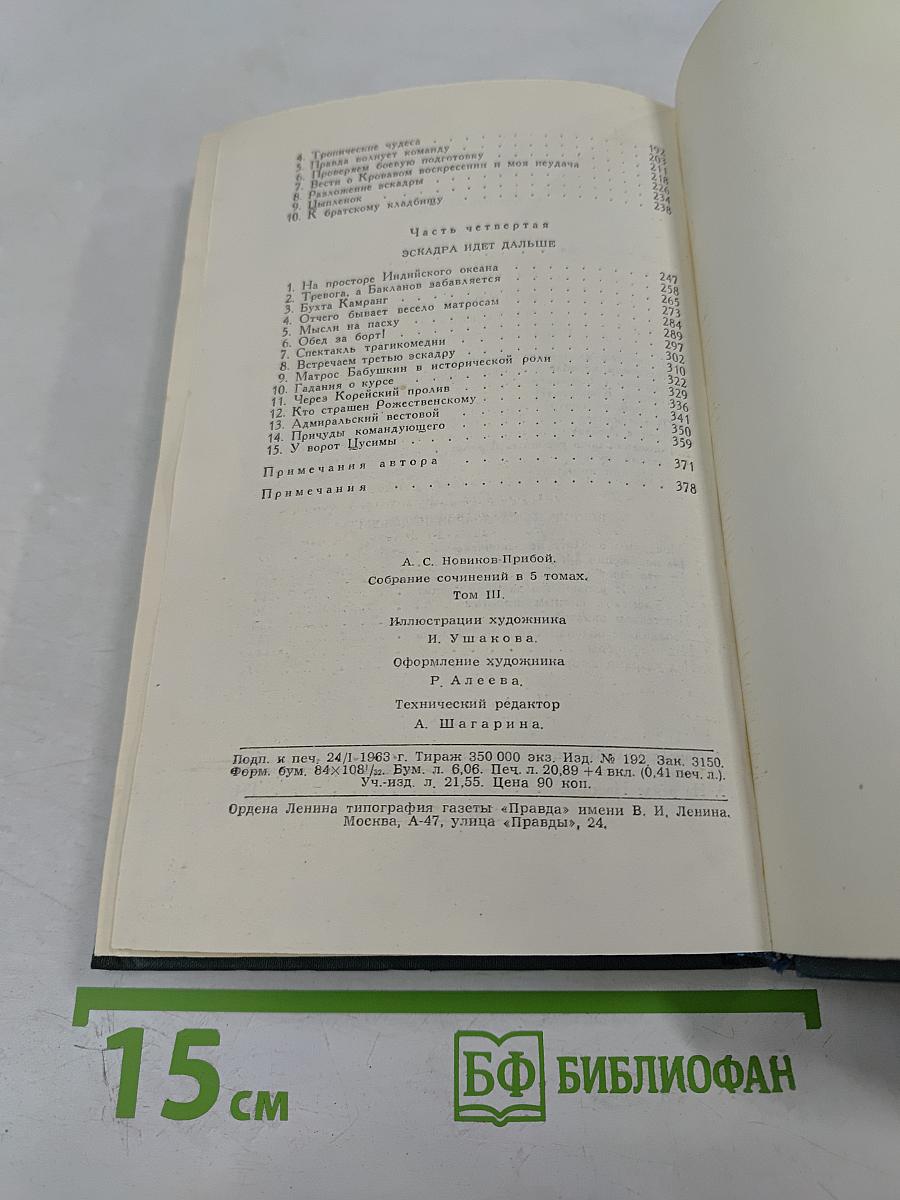 4. Тропические чудеса . . . . . . . . . . 192
5. Правда волнует команду . . . . . . . . . . 203
6. Проверяем боевую подготовку . . . . . . . . 211
7. Вести о Кровавом воскресении и моя неудача . . . 218
8. Разложение эскадры . . . . . . . . . . 226
9. Цыпленок . . . . . . . . . . 234
10. К братскому кладбищу . . . . . . . . . . 238
Часть четвертая
ЭСКАДРА ИДЕТ ДАЛЬШЕ
1. На просторе Индийского океана . . . . . . . . 247
2. Тревога, а Бакланов забавляется . . . . . . . . 258
3. Бухта Камранг . . . . . . . . . . 265
4. Отчего бывает весело матросам . . . . . . . . 273
5. Мысли на пасху . . . . . . . . . . 284
6. Обед за борт! . . . . . . . . . . 289
7. Спектакль трагикомедии . . . . . . . . . . 297
8. Встречаем третью эскадру . . . . . . . . . . 302
9. Матрос Бабушкин в исторической роли . . . . . . 310
10. Гадания о курсе . . . . . . . . . . 322
11. Через Корейский пролив . . . . . . . . . . 329
12. Кто страшен Рожественскому . . . . . . . . . . 336
13. Адмиральский вестовой . . . . . . . . . . 341
14. Причуды командующего . . . . . . . . . . 350
15. У ворот Цусимы . . . . . . . . . . 359
Примечания автора . . . . . . . . . . 371
Примечания . . . . . . . . . . 378
А. С. Новиков-Прибой.
Собрание сочинений в 5 томах.
Том III.
Иллюстрации художника
И. Ушакова.
Оформление художника
Р. Алеева.
Технический редактор
А. Шагарина.
Подп. к печ. 24/I 1963 г. Тираж 350 000 экз. Изд. № 192. Зак. 3150.
Форм. бум. 84×108¹/₃₂. Бум. л. 6,06. Печ. л. 20,89 + 4 вкл. (0,41 печ. л.).
Уч.-изд. л. 21,55. Цена 90 коп.
Ордена Ленина типография газеты «Правда» имени В. И. Ленина.
Москва, А-47, улица «Правды», 24.
15 см
БФ БИБЛИОФАН